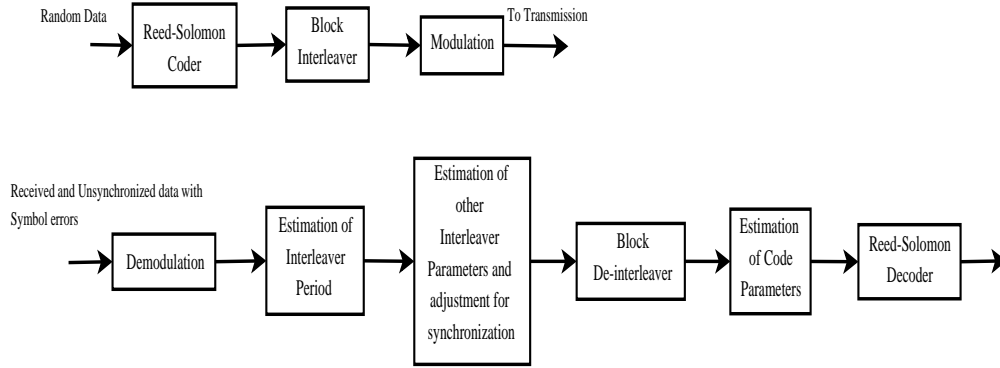 Random Data
Reed-Solomon
Coder
Block
Interleaver
Modulation
To Transmission
Received and Unsynchronized data with
Symbol errors
Demodulation
Estimation of
Interleaver
Period
Estimation of
other
Interleaver
Parameters and
adjustment for
synchronization
Block
De-interleaver
Estimation
of Code
Parameters
Reed-Solomon
Decoder